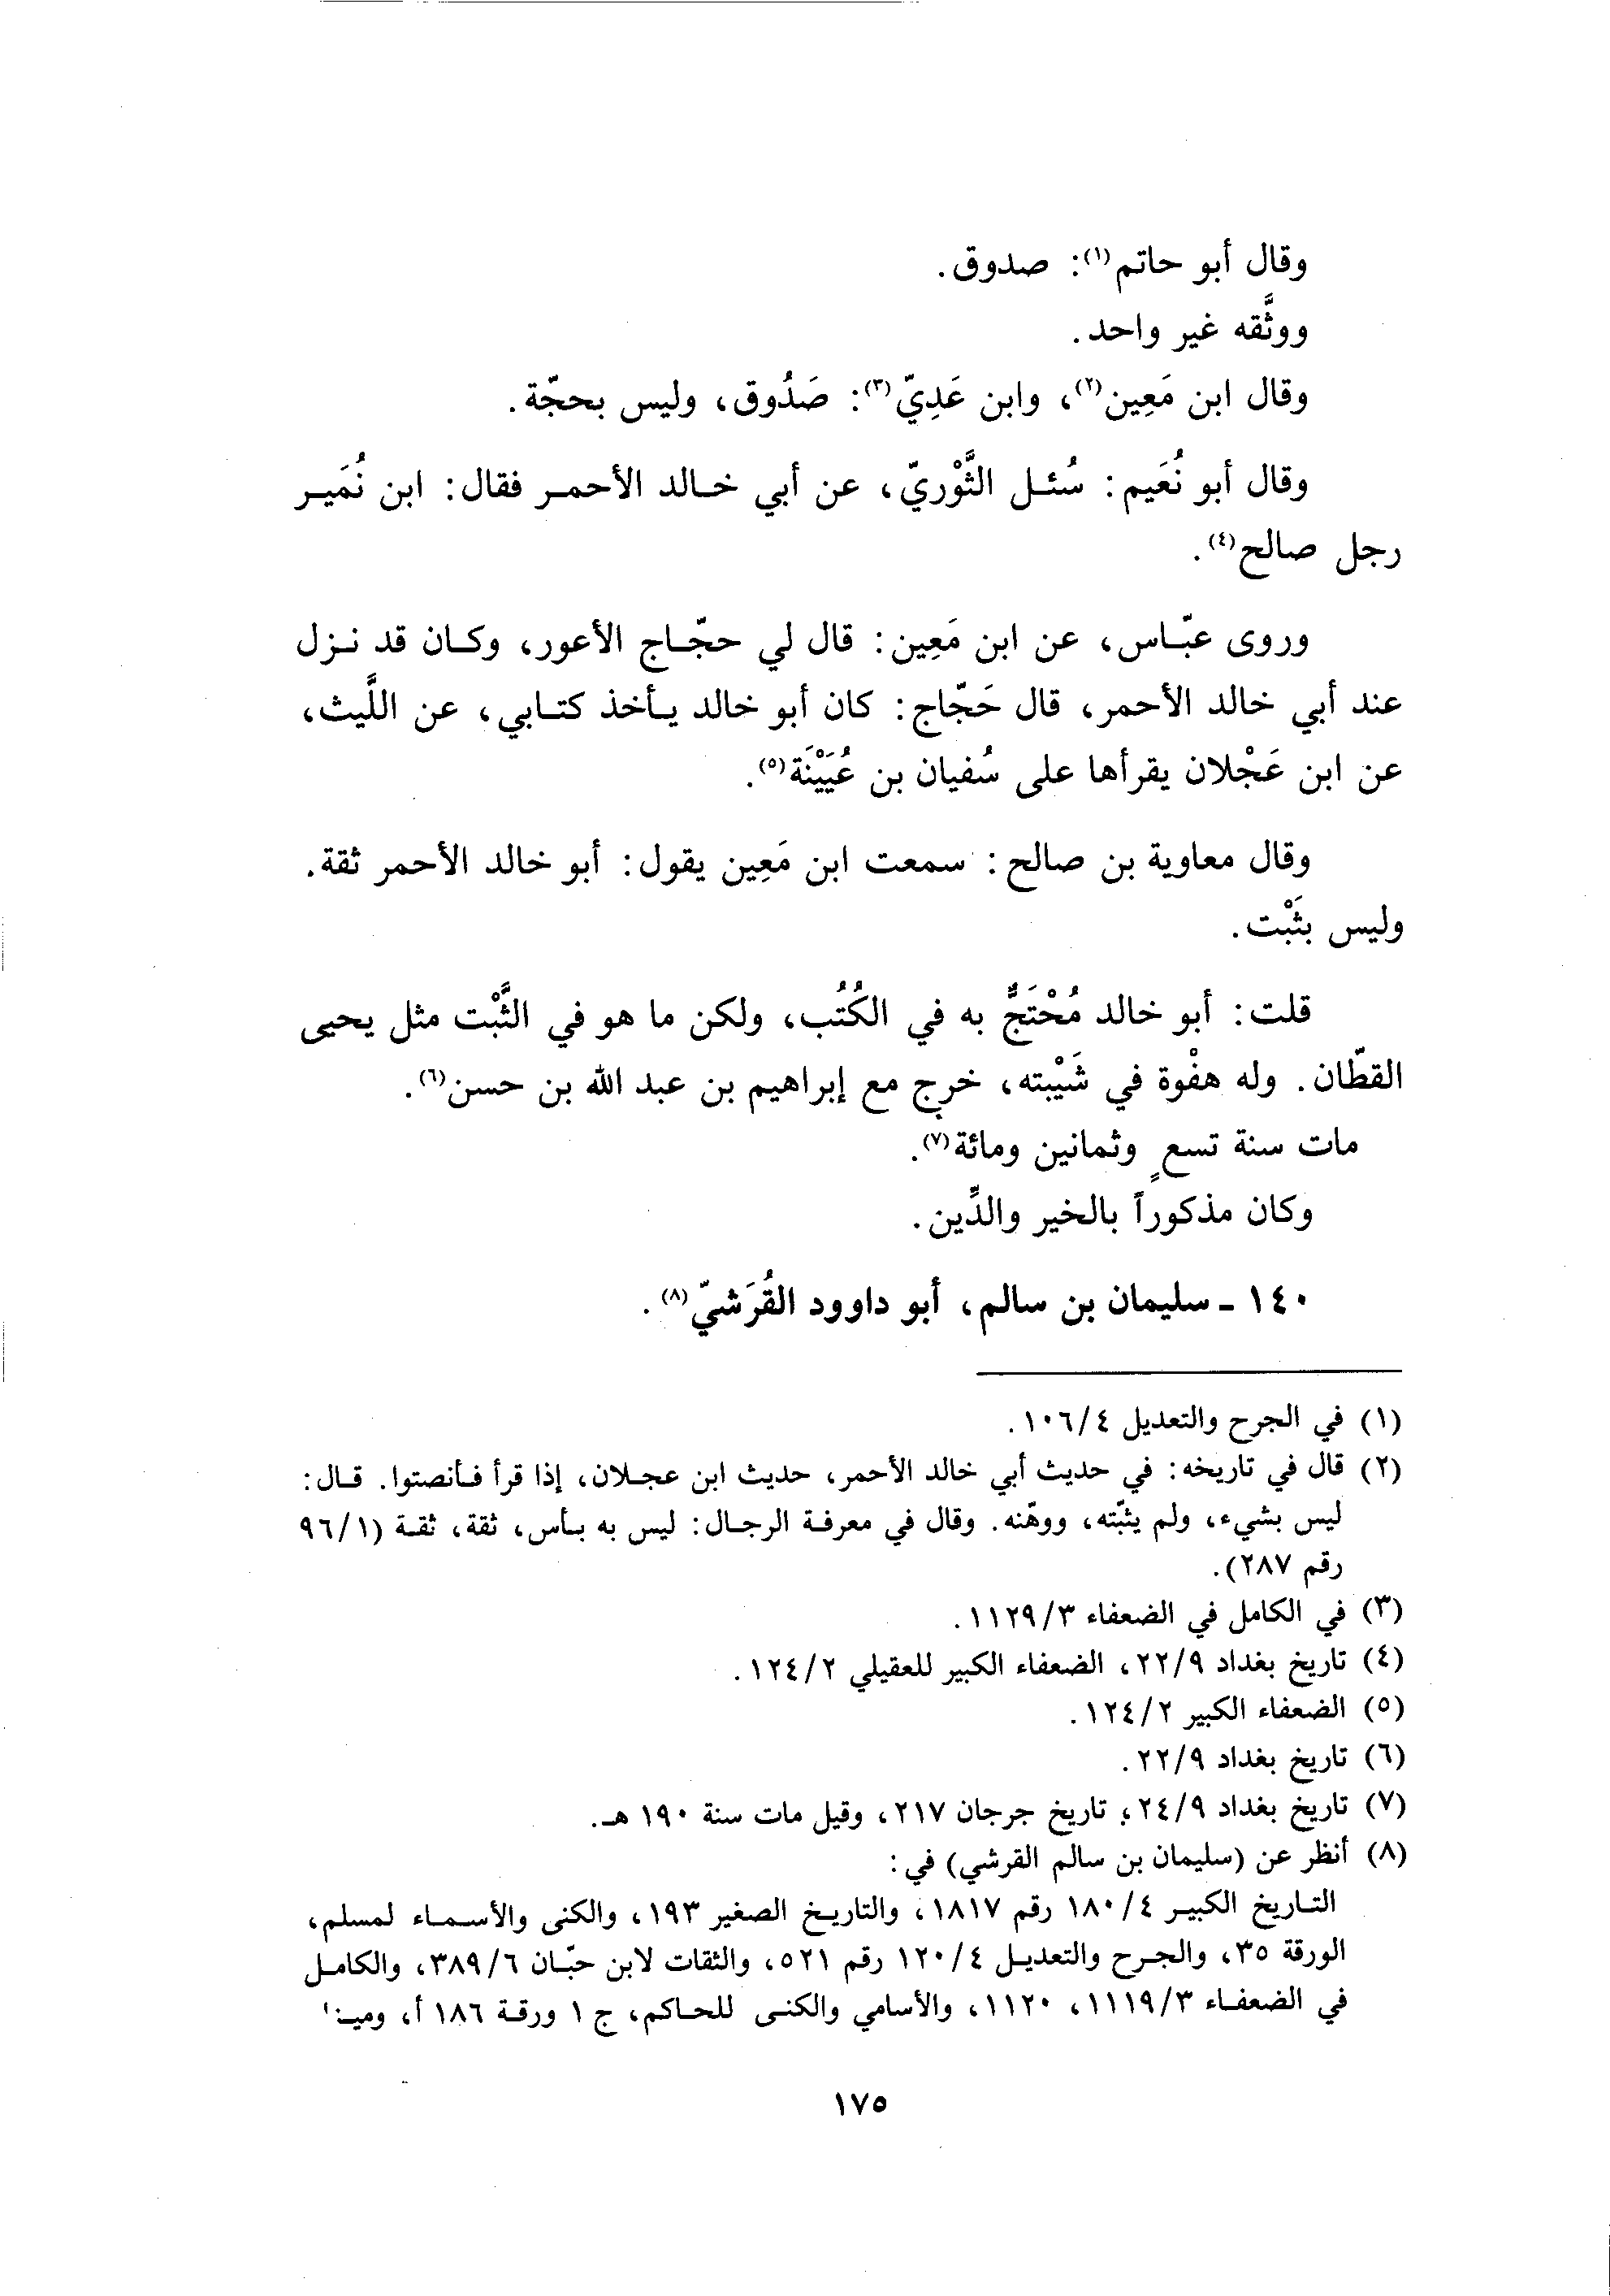 وقال أبو حاتم(١): صدوق.
ووثَّقه غير واحد.
وقال ابن مَعِين(٢)، وابن عَدِيّ(٣): صَدُوق، وليس بحجّة.
وقال أبو نُعَيم: سُئل الثَّوْريّ، عن أبي خالد الأحمر فقال: ابن نُمَير
رجل صالح(٤).
وروى عبّاس، عن ابن مَعِين: قال لي حجّاج الأعور، وكان قد نزل
عند أبي خالد الأحمر، قال حَجّاج: كان أبو خالد يأخذ كتابي، عن اللَّيث،
عن ابن عَجْلان يقرأها على سُفيان بن عُيَيْنَة(٥).
وقال معاوية بن صالح: سمعت ابن مَعِين يقول: أبو خالد الأحمر ثقة.
وليس بثَبْت.
قلت: أبو خالد مُحْتَجٌّ به في الكُتُب، ولكن ما هو في الثَّبْت مثل يحيى
القطّان. وله هفْوة في شَيْبته، خرج مع إبراهيم بن عبد الله بن حسن(٦).
مات سنة تسعٍ وثمانين ومائة(٧).
وكان مذكوراً بالخير والدِّين.
١٤٠ - سليمان بن سالم، أبو داوود القُرَشيّ(٨).
(١) في الجرح والتعديل ١٠٦/٤.
(٢) قال في تاريخه: في حديث أبي خالد الأحمر، حديث ابن عجلان، إذا قرأ فأنصتوا. قال:
ليس بشيء، ولم يثبّته، ووهّنه. وقال في معرفة الرجال: ليس به بأس، ثقة، ثقة (٩٦/١
رقم ٢٨٧).
(٣) في الكامل في الضعفاء ١١٢٩/٣.
(٤) تاريخ بغداد ٢٢/٩، الضعفاء الكبير للعقيلي ١٢٤/٢.
(٥) الضعفاء الكبير ١٢٤/٢.
(٦) تاريخ بغداد ٢٢/٩.
(٧) تاريخ بغداد ٢٤/٩، تاريخ جرجان ٢١٧، وقيل مات سنة ١٩٠ هـ.
(٨) أنظر عن (سليمان بن سالم القرشي) في:
التاريخ الكبير ١٨٠/٤ رقم ١٨١٧، والتاريخ الصغير ١٩٣، والكنى والأسماء لمسلم،
الورقة ٣٥، والجرح والتعديل ١٢٠/٤ رقم ٥٢١، والثقات لابن حبّان ٣٨٩/٦، والكامل
في الضعفاء ١١١٩/٣، ١١٢٠، والأسامي والكنى للحاكم، ج ١ ورقة ١٨٦ أ،
١٧٥